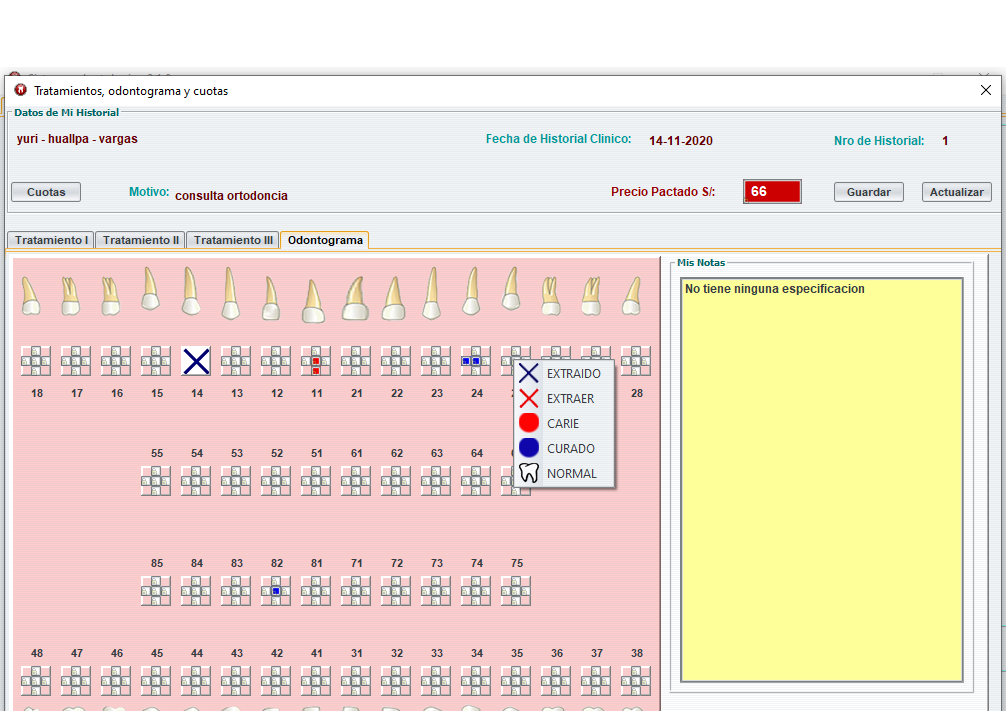 Tratamientos, odontograma y cuotas
Datos de Mi Historial
yuri - huallpa - vargas
Fecha de Historial Clinico: 14-11-2020
Nro de Historial: 1
Cuotas
Motivo: consulta ortodoncia
Precio Pactado S/: 66
Guardar
Actualizar
Tratamiento I
Tratamiento II
Tratamiento III
Odontograma
18 17 16 15 14 13 12 11 21 22 23 24 28
EXTRAIDO
EXTRAER
CARIE
CURADO
NORMAL
55 54 53 52 51 61 62 63 64
85 84 83 82 81 71 72 73 74 75
48 47 46 45 44 43 42 41 31 32 33 34 35 36 37 38
Mis Notas
No tiene ninguna especificacion